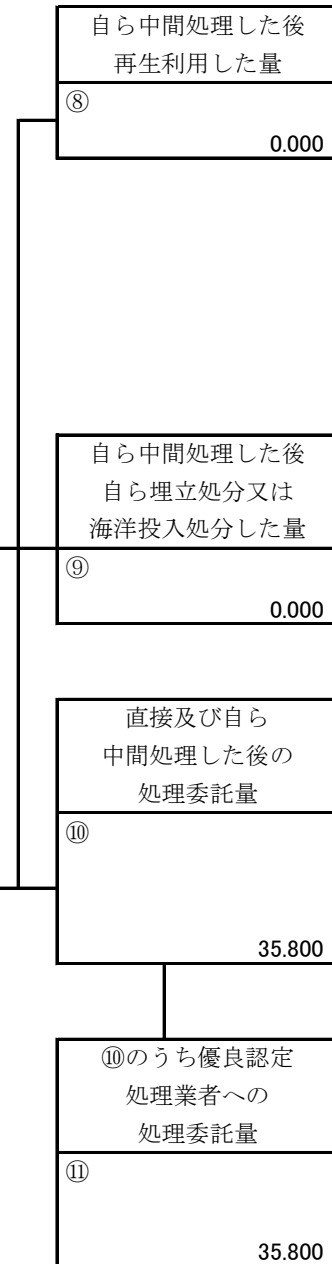 自ら中間処理した後
再生利用した量
⑧
0.000
自ら中間処理した後
自ら埋立処分又は
海洋投入処分した量
⑨
0.000
直接及び自ら
中間処理した後の
処理委託量
⑩
35.800
⑩のうち優良認定
処理業者への
処理委託量
⑪
35.800